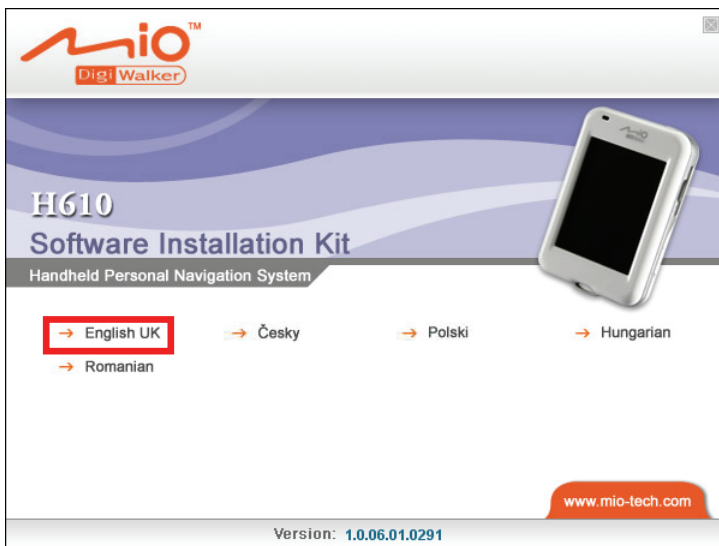 mio™
Digi Walker
H610
Software Installation Kit
Handheld Personal Navigation System
→ English UK → Česky → Polski → Hungarian
→ Romanian
www.mio-tech.com
Version: 1.0.06.01.0291